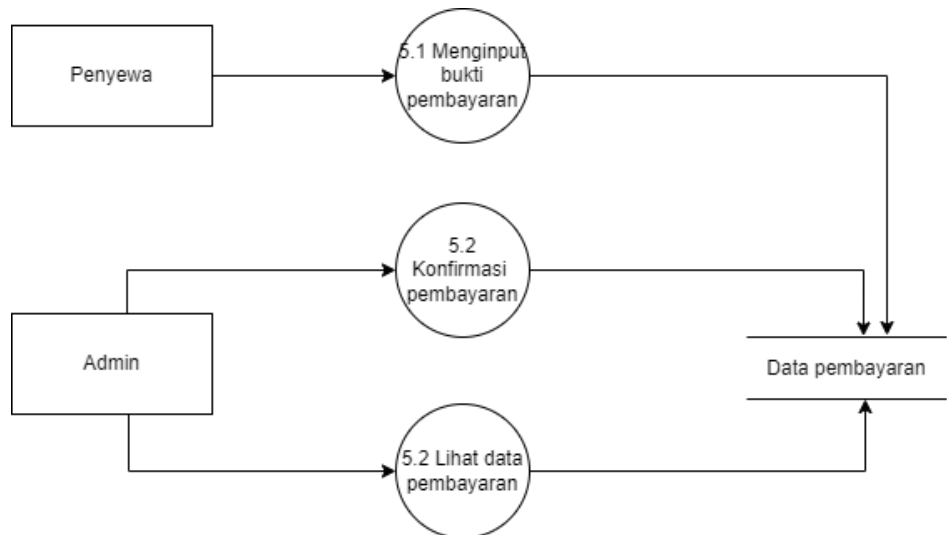 Penyewa
5.1 Menginput
bukti
pembayaran
5.2
Konfirmasi
pembayaran
Admin
Data pembayaran
5.2 Lihat data
pembayaran